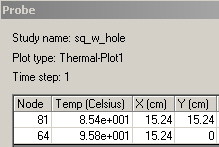 Probe
Study name: sq_w_hole
Plot type: Thermal-Plot1
Time step: 1
Node Temp (Celsius) X (cm) Y (cm)
81 8.54e+001 15.24 15.24
64 9.58e+001 15.24 0